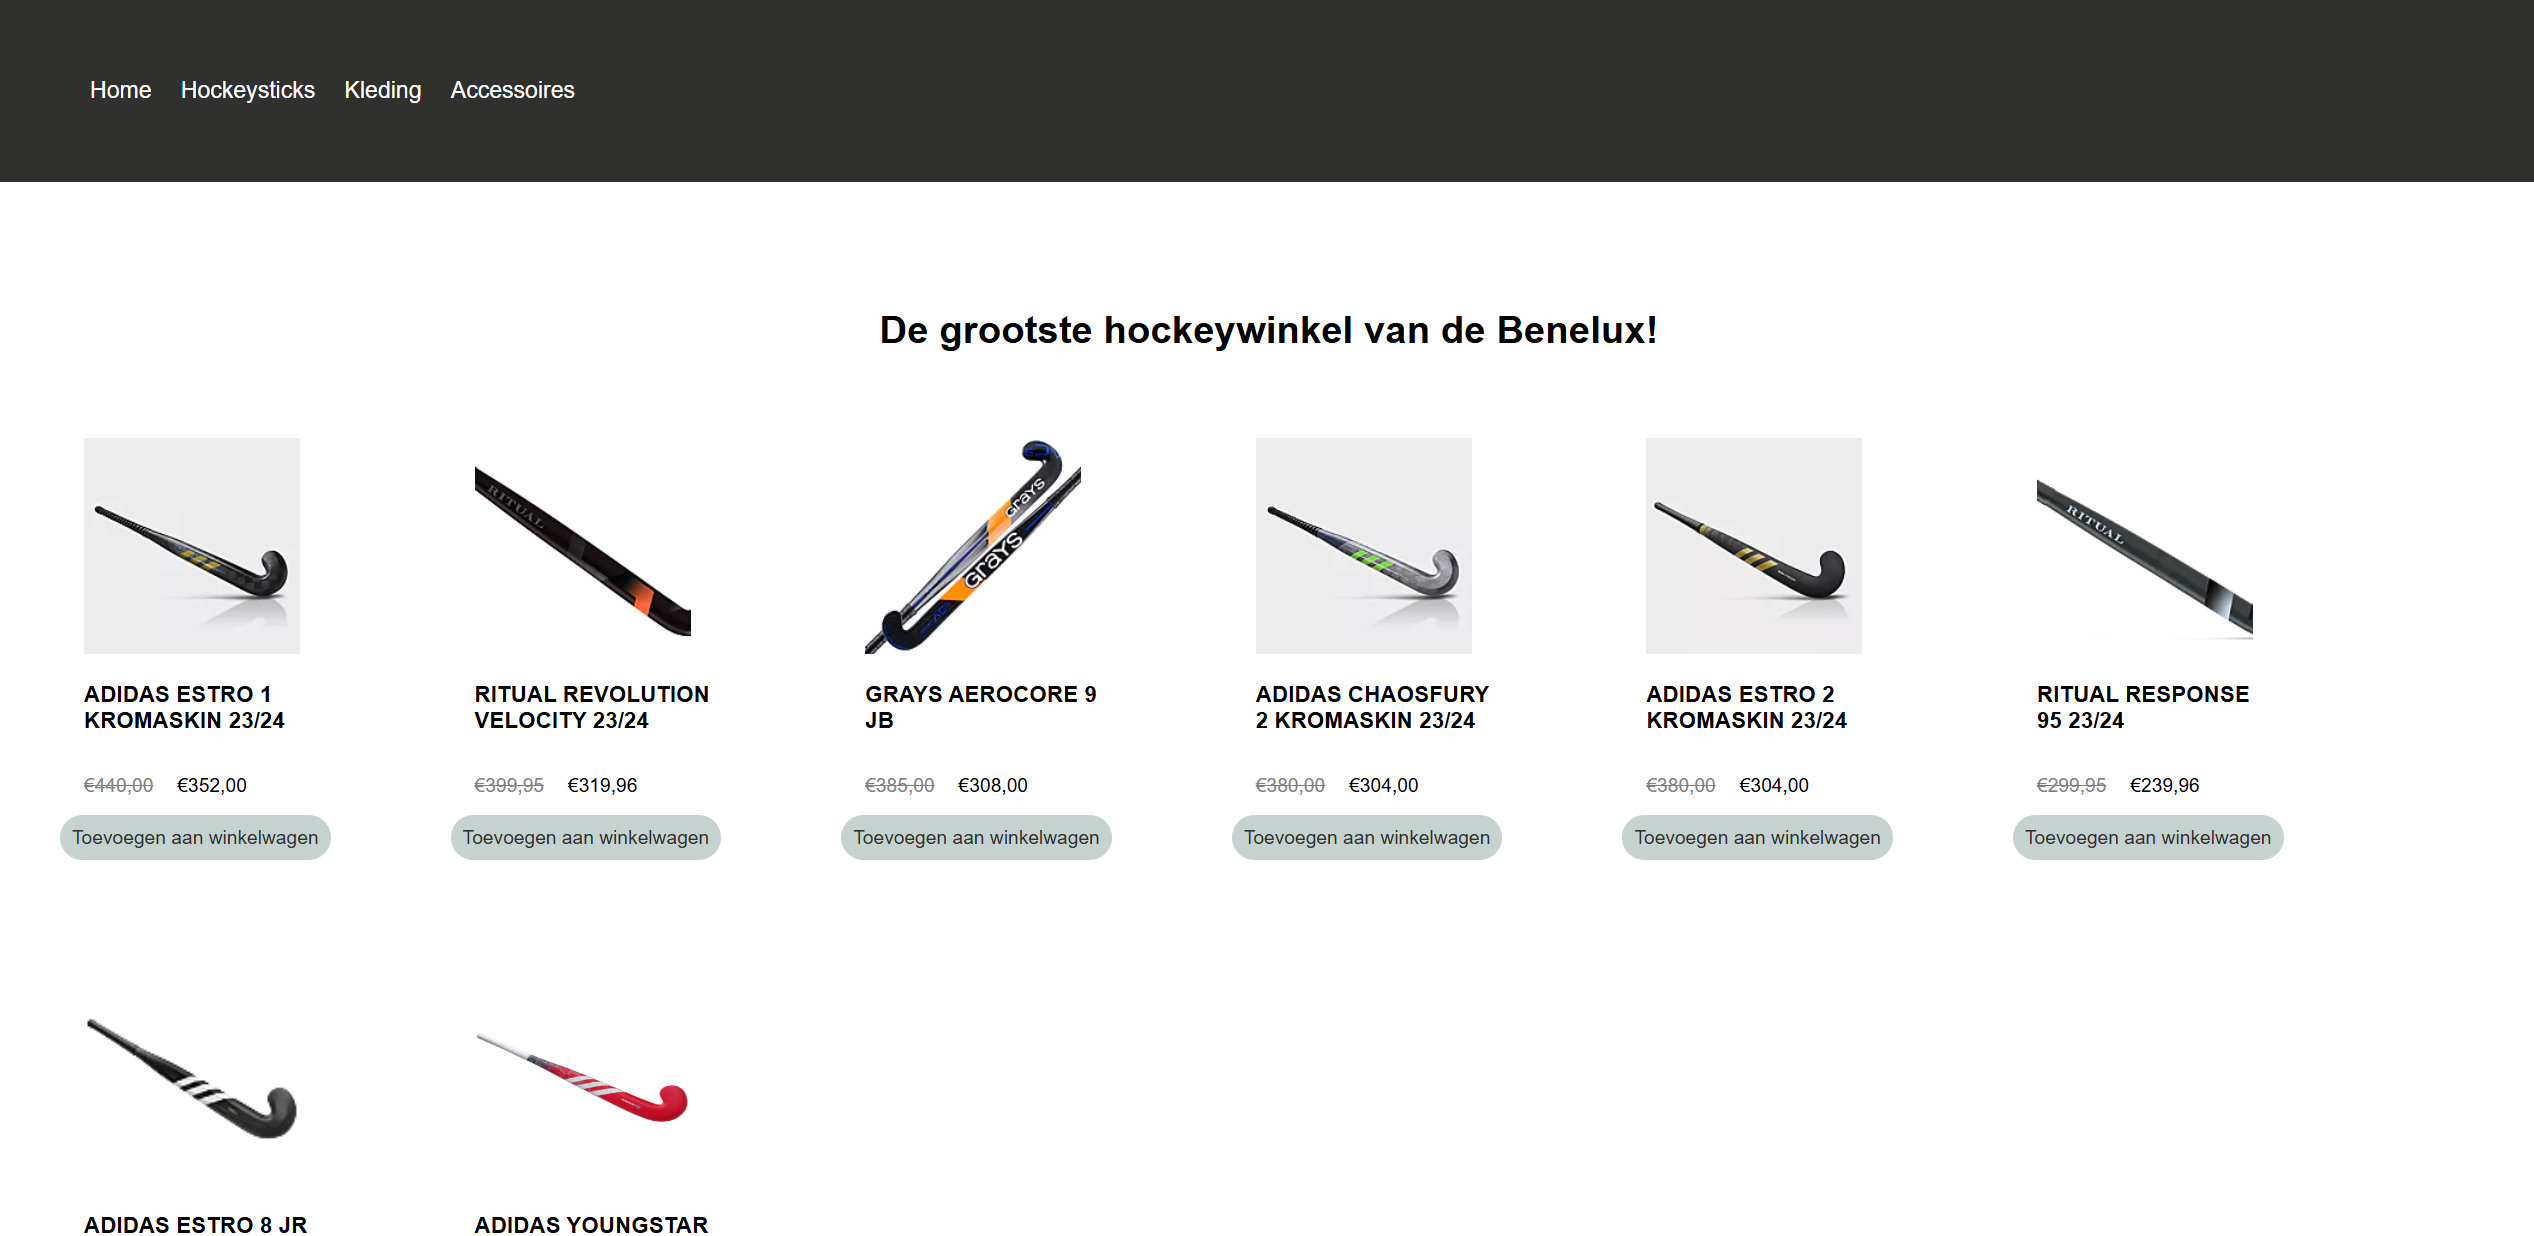 Home Hockeysticks Kleding Accessoires
De grootste hockeywinkel van de Benelux!
RITUAL
GRAYS
GRAYS
RITUAL
ADIDAS ESTRO 1
KROMASKIN 23/24
€440,00 €352,00
Toevoegen aan winkelwagen
RITUAL REVOLUTION
VELOCITY 23/24
€399,95 €319,96
Toevoegen aan winkelwagen
GRAYS AEROCORE 9
JB
€385,00 €308,00
Toevoegen aan winkelwagen
ADIDAS CHAOSFURY
2 KROMASKIN 23/24
€380,00 €304,00
Toevoegen aan winkelwagen
ADIDAS ESTRO 2
KROMASKIN 23/24
€380,00 €304,00
Toevoegen aan winkelwagen
RITUAL RESPONSE
95 23/24
€299,95 €239,96
Toevoegen aan winkelwagen
ADIDAS ESTRO 8 JR
ADIDAS YOUNGSTAR